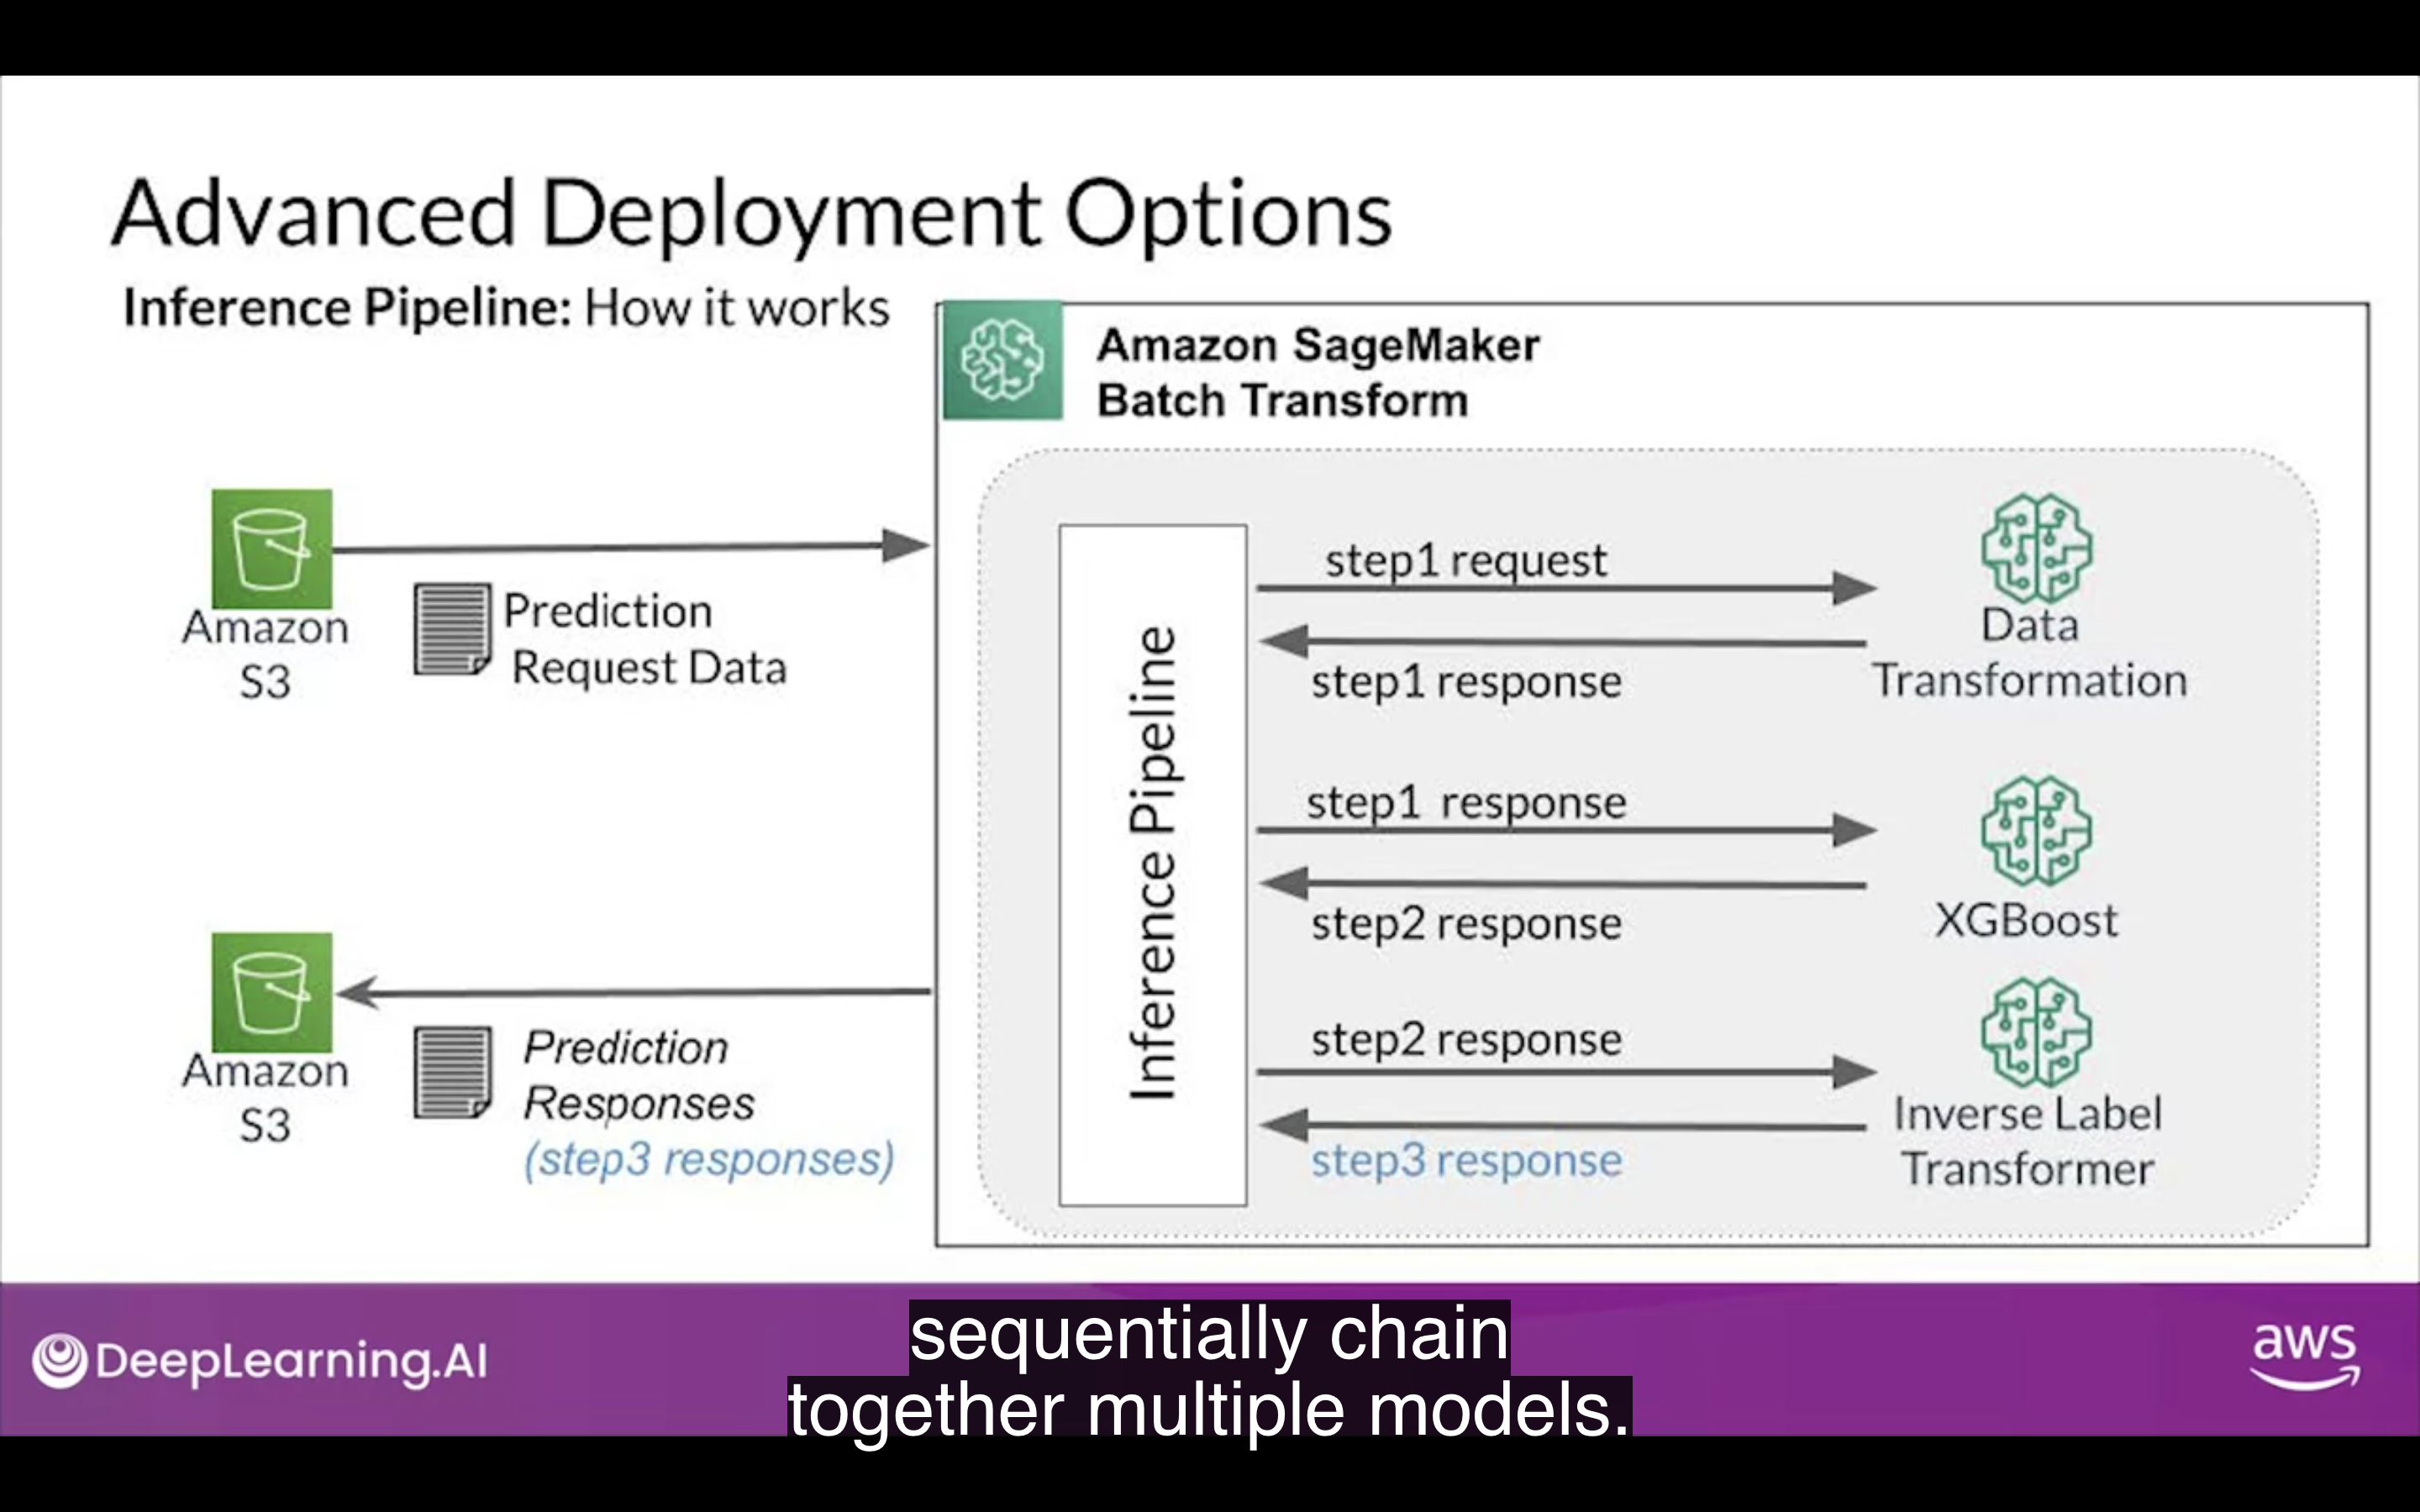 Advanced Deployment Options
Inference Pipeline: How it works
Amazon SageMaker
Batch Transform
Amazon
S3
Prediction
Request Data
Amazon
S3
Prediction
Responses
(step3 responses)
Inference Pipeline
step1 request
step1 response
Data
Transformation
step1 response
step2 response
XGBoost
step2 response
step3 response
Inverse Label
Transformer
DeepLearning.AI
sequentially chain
together multiple models.
aws